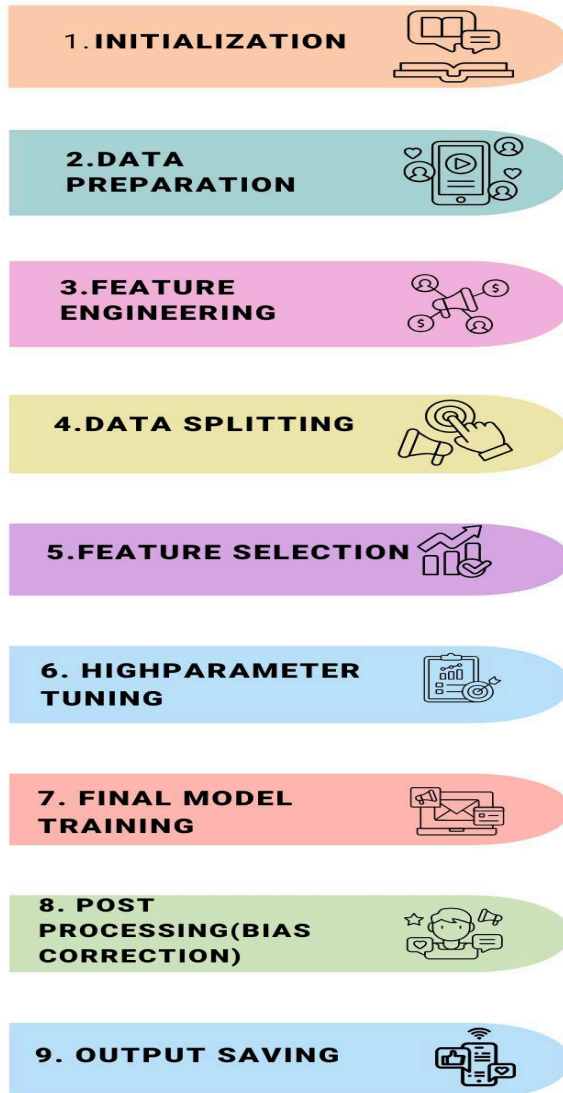 1.INITIALIZATION
2.DATA
PREPARATION
3.FEATURE
ENGINEERING
4.DATA SPLITTING
5.FEATURE SELECTION
6. HIGHPARAMETER
TUNING
7. FINAL MODEL
TRAINING
8. POST
PROCESSING(BIAS
CORRECTION)
9. OUTPUT SAVING